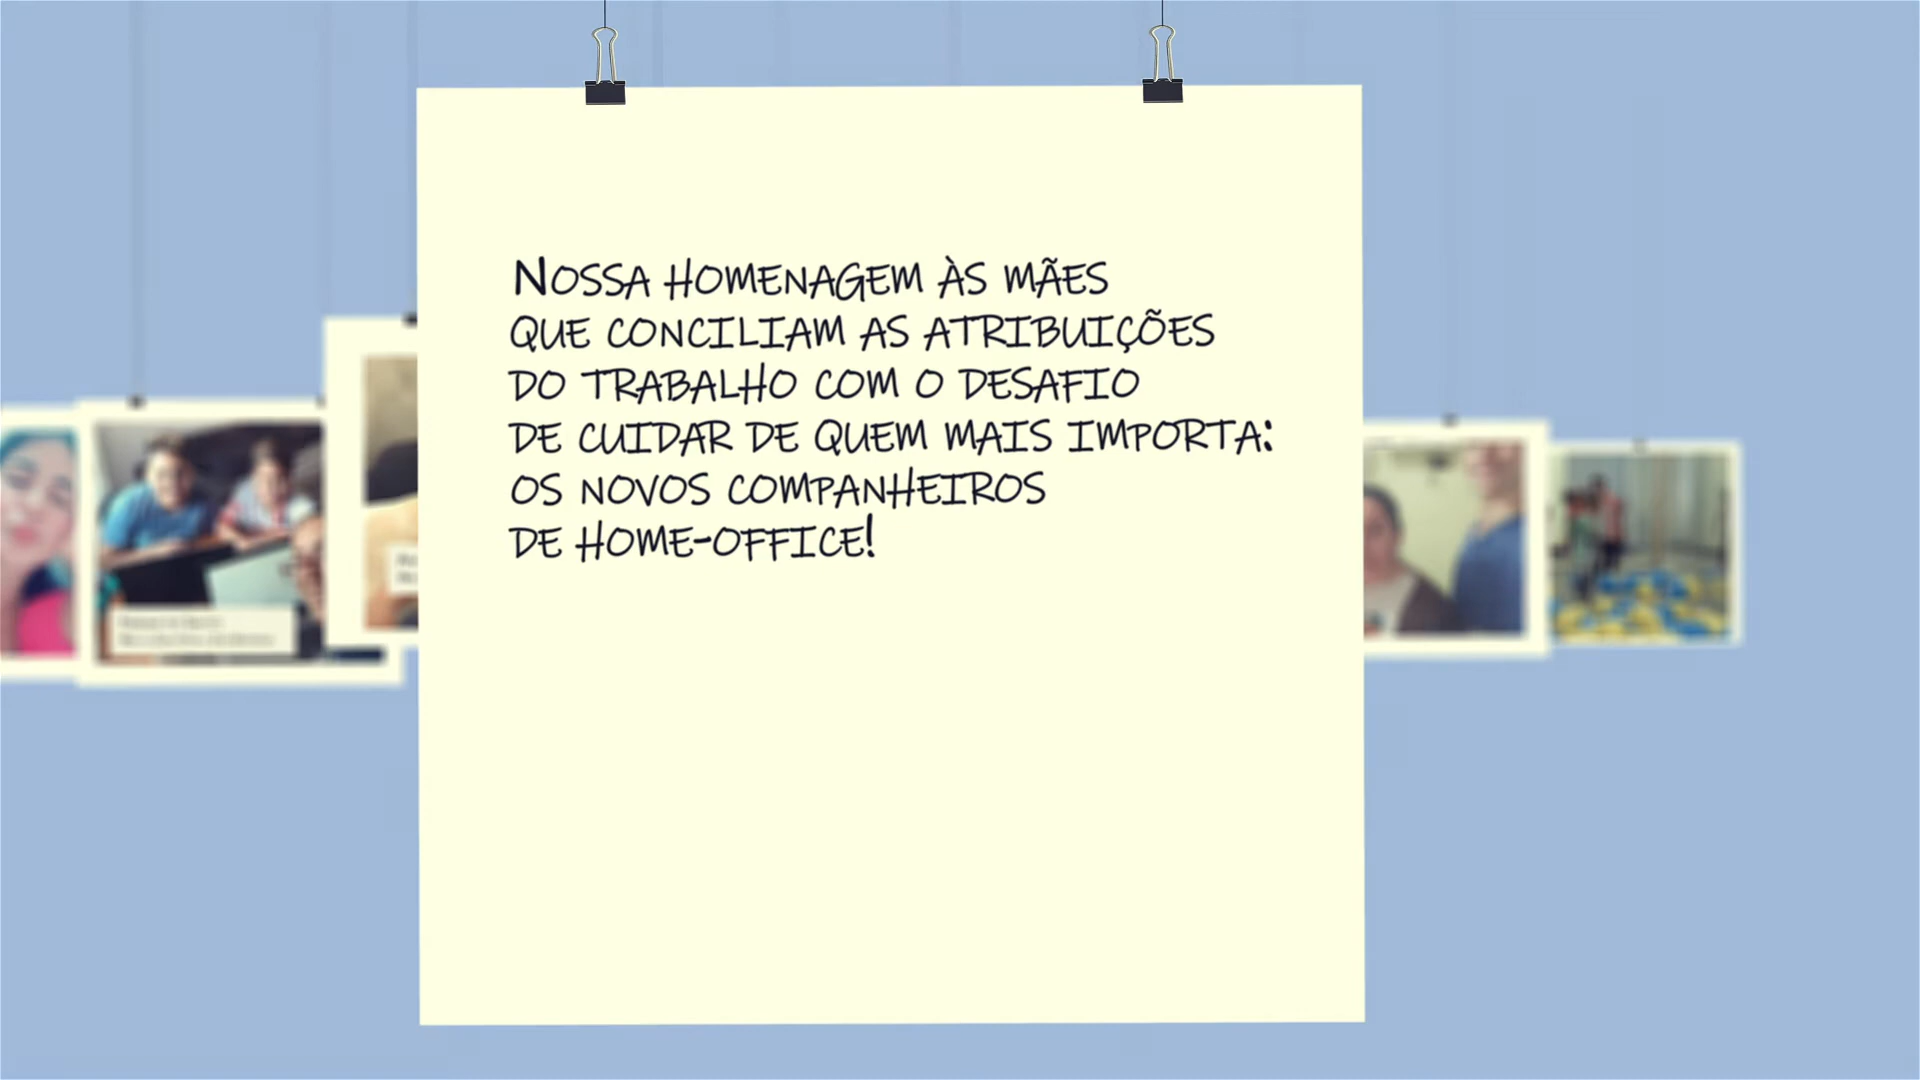 Nossa homenagem às mães
que conciliam as atribuições
do trabalho com o desafio
de cuidar de quem mais importa:
os novos companheiros
de home-office!